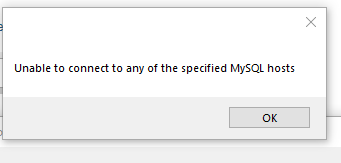 Unable to connect to any of the specified MySQL hosts
OK